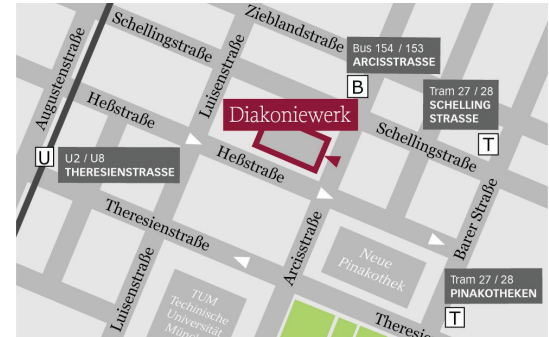 Zieblandstraße
Schellingstraße
Bus 154 / 153
ARCISSTRASSE
B
Augustenstraße
Luisenstraße
Tram 27 / 28
SCHELLING
STRASSE
T
Heßstraße
Diakoniewerk
Schellingstraße
U
U2 / U8
THERESIENSTRASSE
Heßstraße
Theresienstraße
Arcisstraße
Neue
Pinakothek
Barer Straße
Luisenstraße
TUM
Technische
Universität
Tram 27 / 28
PINAKOTHEKEN
T